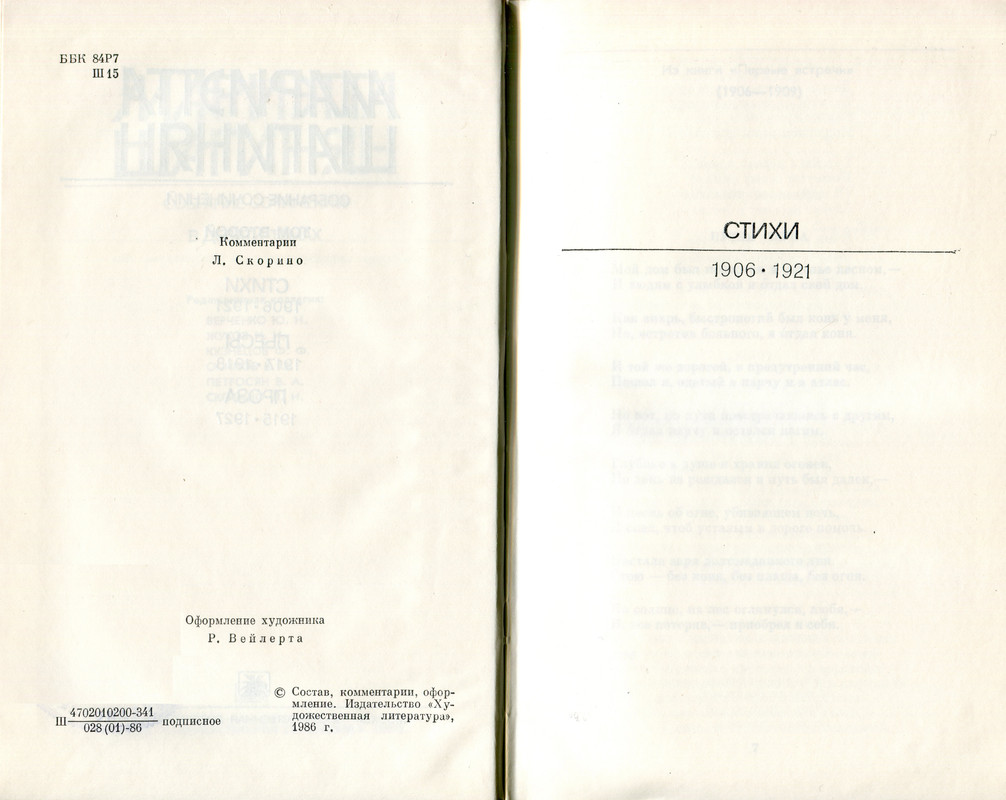 ББК 84Р7
Ш 15
Комментарии
Л. Скорино
Оформление художника
Р. Вейлерта
Ш 4702010200-341
028 (01)-86 подписное
© Состав, комментарии, офор-
мление. Издательство «Ху-
дожественная литература»,
1986 г.
СТИХИ
1906 · 1921